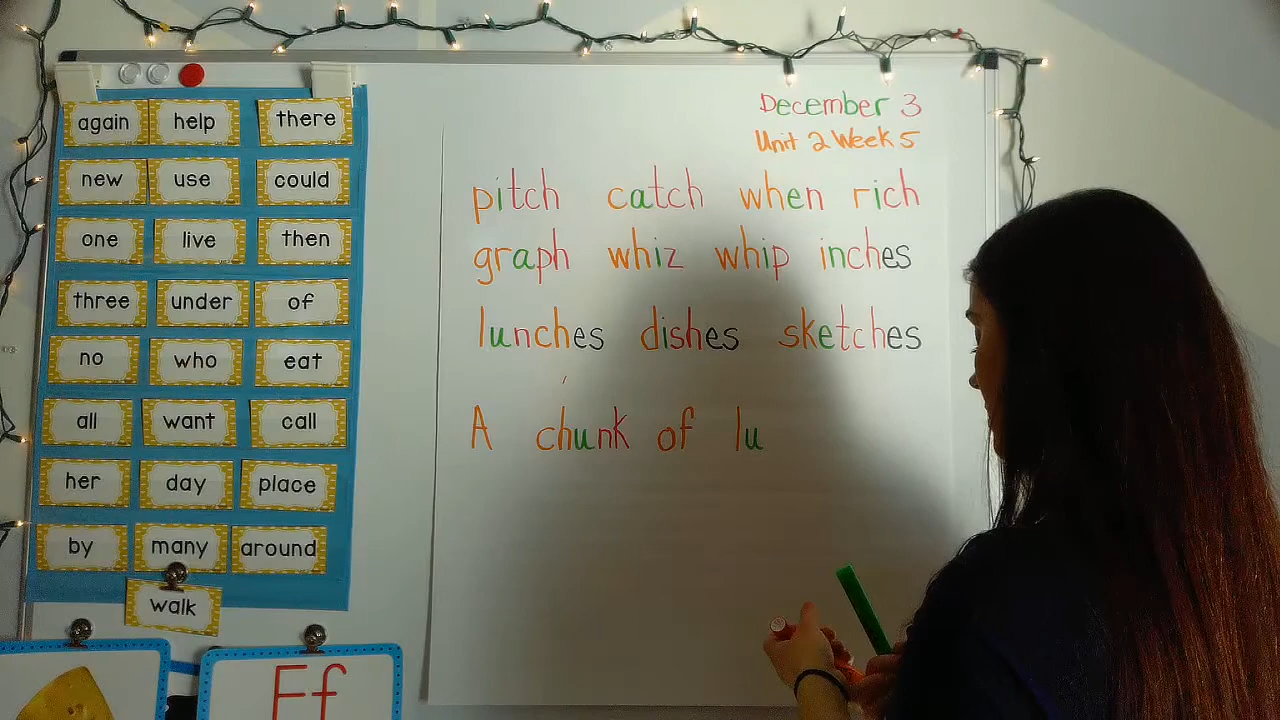 again help there
new use could
one live then
three under of
no who eat
all want call
her day place
by many around
walk
Ff
December 3
Unit 2 Week 5
pitch catch when rich
graph whiz whip inches
lunches dishes sketches
A chunk of lu